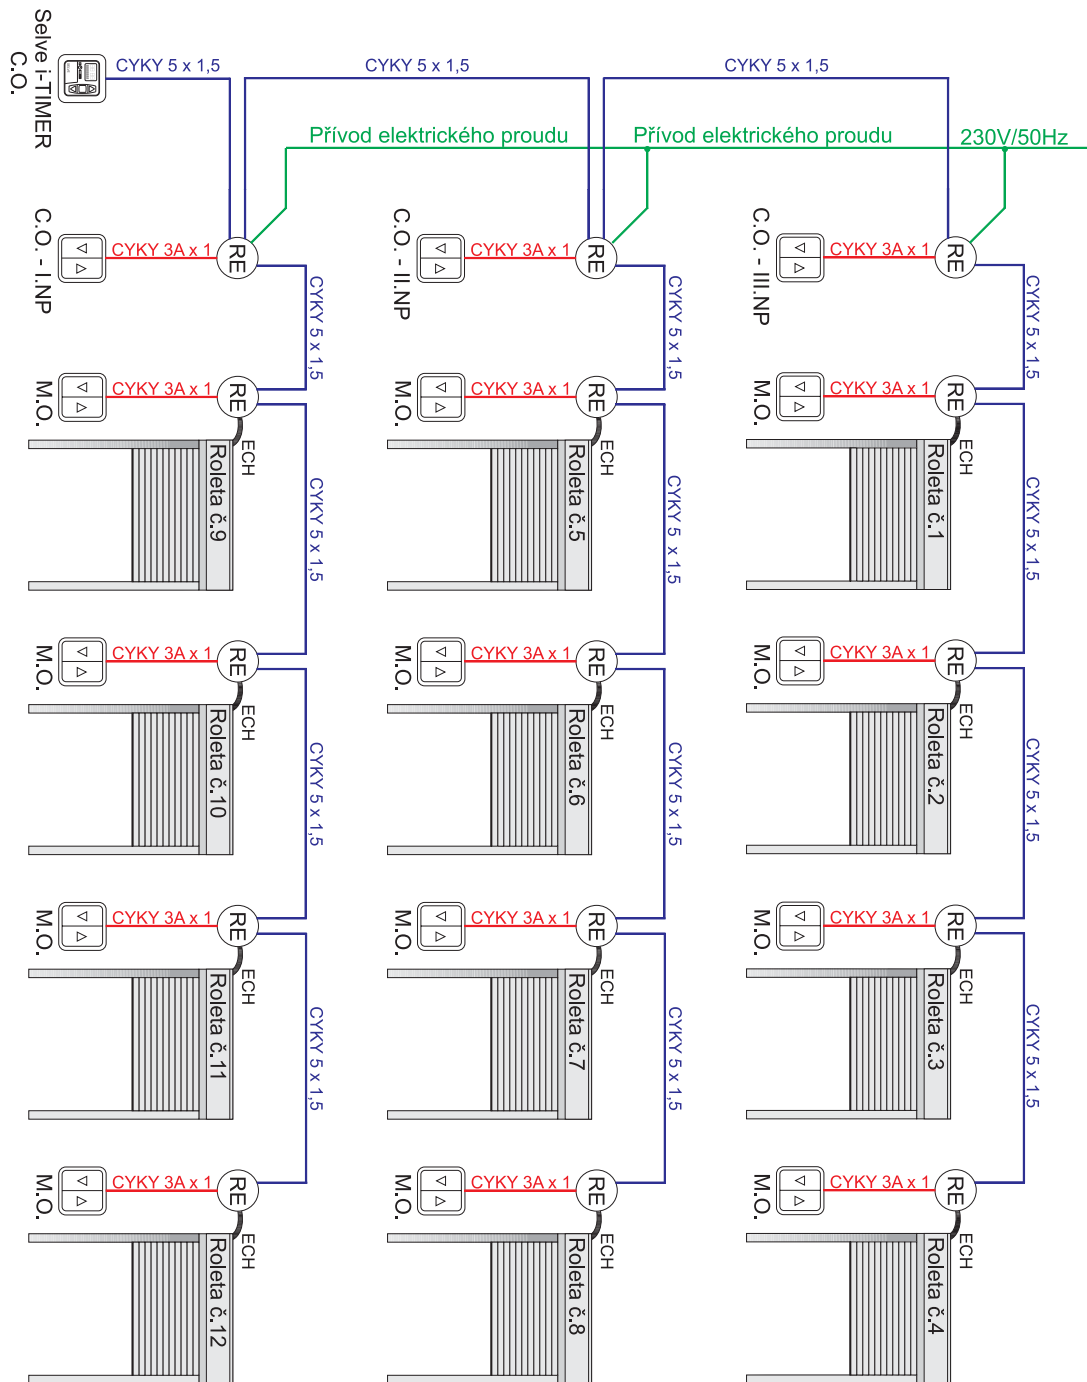 Selve i-TIMER
C.O.
CYKY 5 x 1,5
CYKY 5 x 1,5
CYKY 5 x 1,5
Přívod elektrického proudu
Přívod elektrického proudu
230V/50Hz
C.O. - I.NP
CYKY 3A x 1
RE
C.O. - II.NP
CYKY 3A x 1
RE
C.O. - III.NP
CYKY 3A x 1
RE
CYKY 5 x 1,5
CYKY 5 x 1,5
CYKY 5 x 1,5
M.O.
CYKY 3A x 1
RE
ECH
Roleta č.9
M.O.
CYKY 3A x 1
RE
ECH
Roleta č.5
M.O.
CYKY 3A x 1
RE
ECH
Roleta č.1
CYKY 5 x 1,5
CYKY 5 x 1,5
CYKY 5 x 1,5
M.O.
CYKY 3A x 1
RE
ECH
Roleta č.10
M.O.
CYKY 3A x 1
RE
ECH
Roleta č.6
M.O.
CYKY 3A x 1
RE
ECH
Roleta č.2
CYKY 5 x 1,5
CYKY 5 x 1,5
CYKY 5 x 1,5
M.O.
CYKY 3A x 1
RE
ECH
Roleta č.11
M.O.
CYKY 3A x 1
RE
ECH
Roleta č.7
M.O.
CYKY 3A x 1
RE
ECH
Roleta č.3
CYKY 5 x 1,5
CYKY 5 x 1,5
CYKY 5 x 1,5
M.O.
CYKY 3A x 1
RE
ECH
Roleta č.12
M.O.
CYKY 3A x 1
RE
ECH
Roleta č.8
M.O.
CYKY 3A x 1
RE
ECH
Roleta č.4